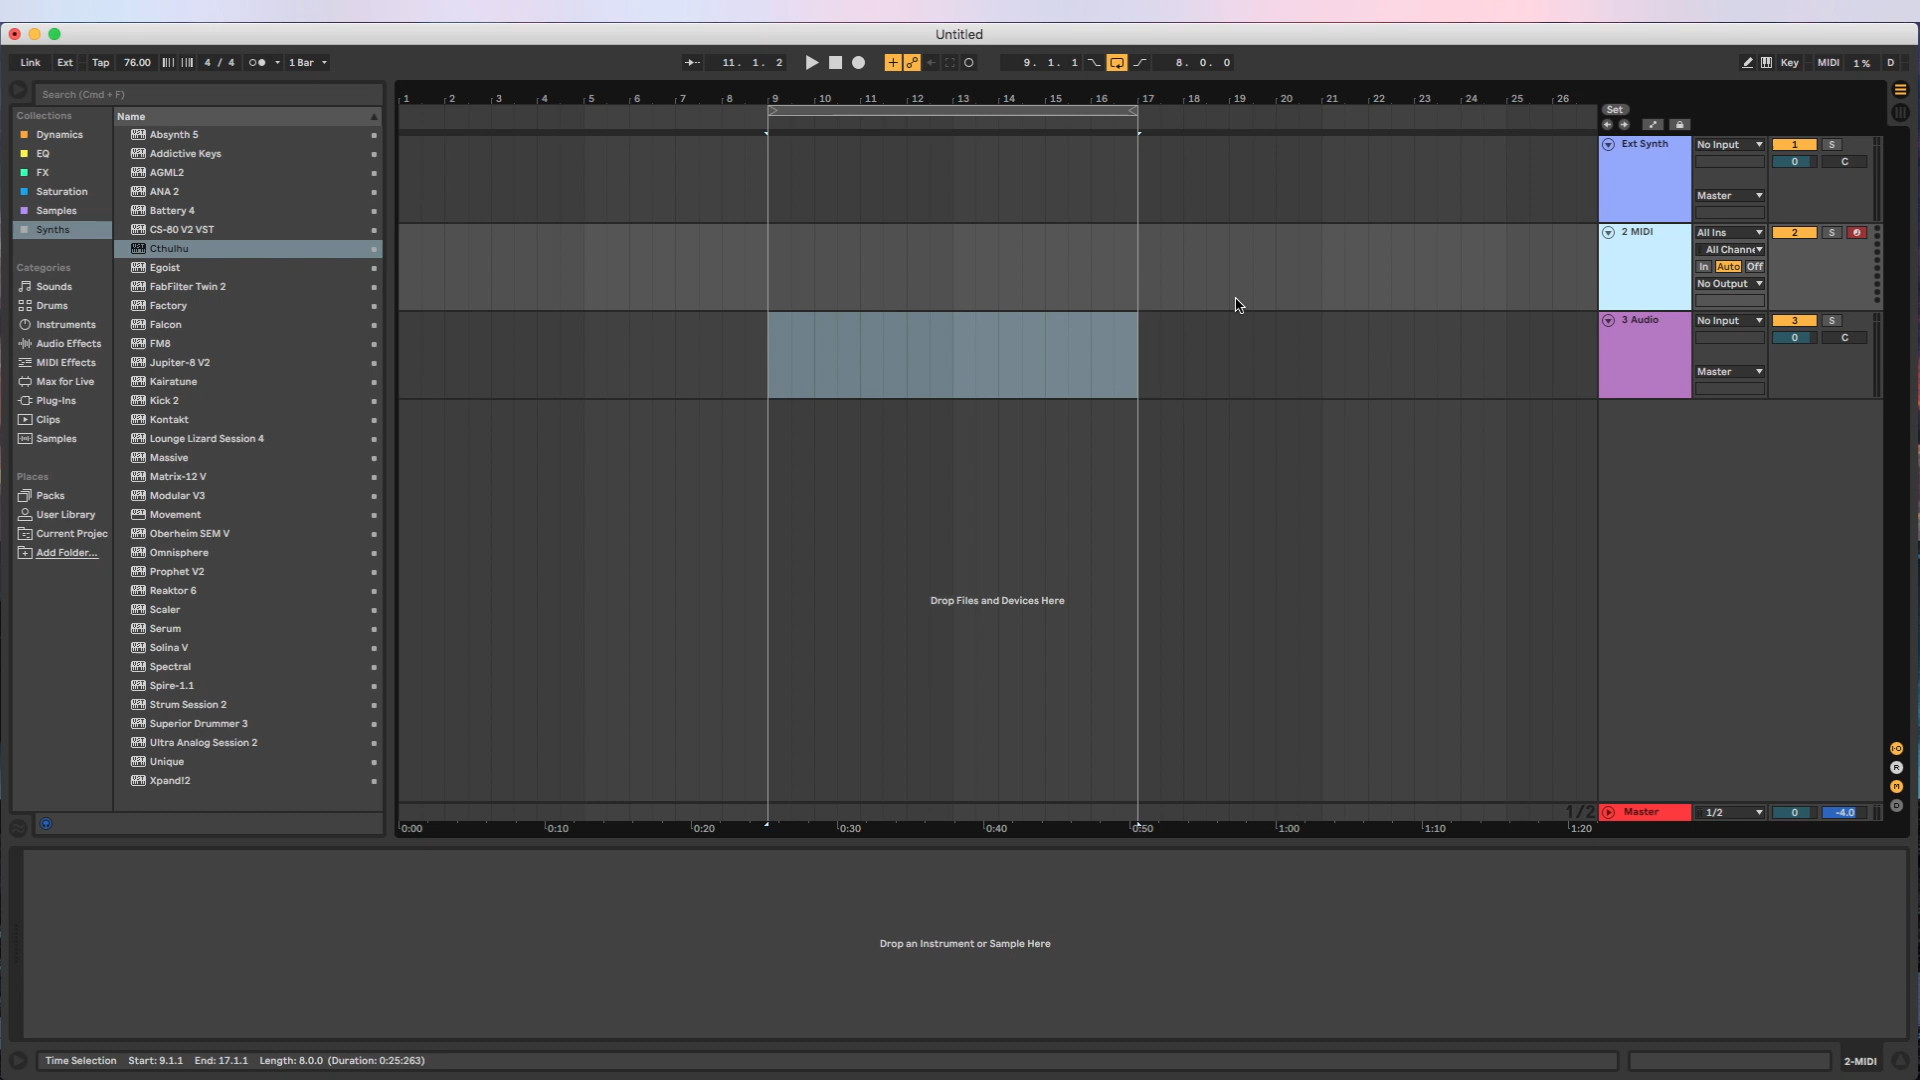 Untitled
Link Ext Tap 76.00 4 / 4 1 Bar 11. 1. 2 9. 1. 1 8. 0. 0 Key MIDI 1 % D
Search (Cmd + F)
Collections
Dynamics
EQ
FX
Saturation
Samples
Synths
Categories
Sounds
Drums
Instruments
Audio Effects
MIDI Effects
Max for Live
Plug-Ins
Clips
Samples
Places
Packs
User Library
Current Projec
Add Folder...
Name
Absynth 5
Addictive Keys
AGML2
ANA 2
Battery 4
CS-80 V2 VST
Cthulhu
Egoist
FabFilter Twin 2
Factory
Falcon
FM8
Jupiter-8 V2
Kairatune
Kick 2
Kontakt
Lounge Lizard Session 4
Massive
Matrix-12 V
Modular V3
Movement
Oberheim SEM V
Omnisphere
Prophet V2
Reaktor 6
Scaler
Serum
Solina V
Spectral
Spire-1.1
Strum Session 2
Superior Drummer 3
Ultra Analog Session 2
Unique
Xpand!2
1 2 3 4 5 6 7 8 9 10 11 12 13 14 15 16 17 18 19 20 21 22 23 24 25 26
Set
Ext Synth No Input 1 S
0 C
Master
2 MIDI All Ins 2 S
All Channe
In Auto Off
No Output
3 Audio No Input 3 S
0 C
Master
Drop Files and Devices Here
I·O
R
M
D
1/2 Master 1/2 0 -4.0
0:00 0:10 0:20 0:30 0:40 0:50 1:00 1:10 1:20
Drop an Instrument or Sample Here
Time Selection Start: 9.1.1 End: 17.1.1 Length: 8.0.0 (Duration: 0:25:263)
2-MIDI